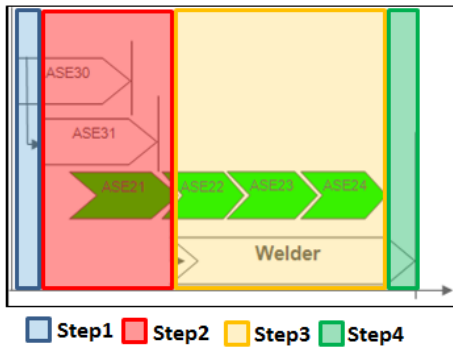 ASE30
ASE31
ASE21 ASE22 ASE23 ASE24
Welder
Step1 Step2 Step3 Step4